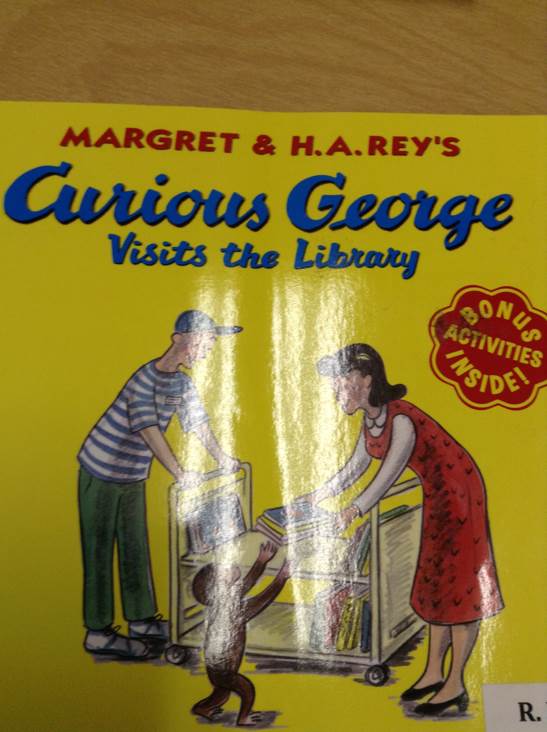 MARGRET & H.A.REY'S
Curious George
Visits the Library
BONUS
ACTIVITIES
INSIDE!
R.